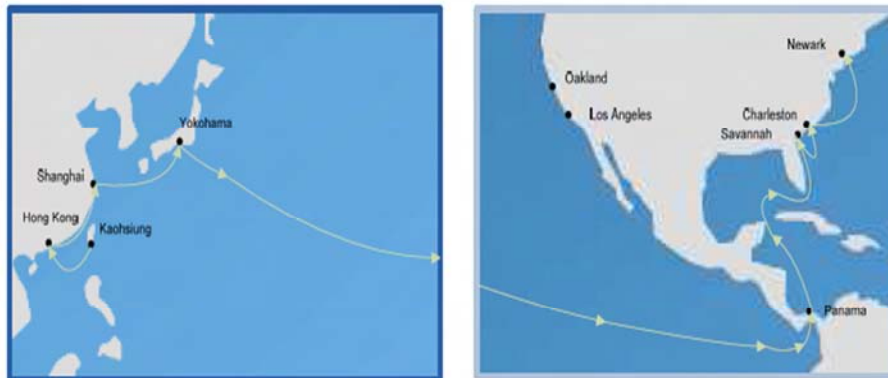 Yokohama
Shanghai
Hong Kong
Kaohsiung
Newark
Oakland
Los Angeles
Charleston
Savannah
Panama